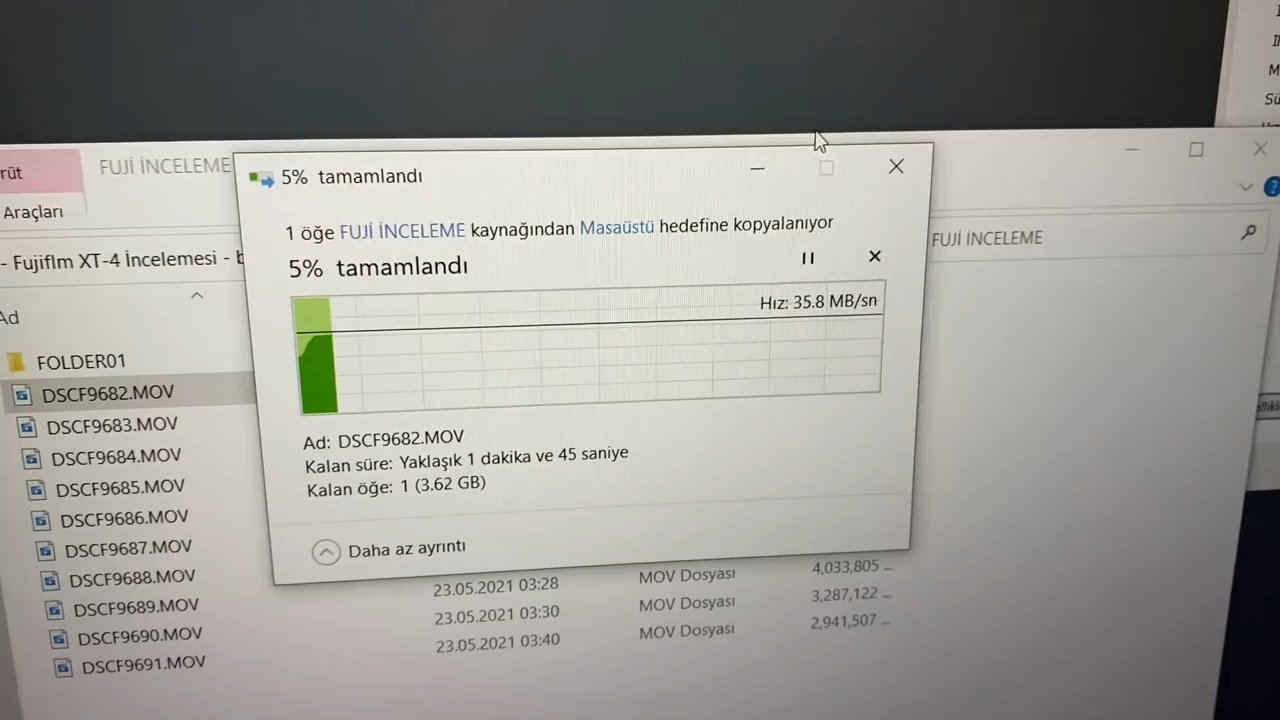 rüt
FUJİ İNCELEME
Araçları
- Fujiflm XT-4 İncelemesi - b
FUJİ İNCELEME
Ad
FOLDER01
DSCF9682.MOV
DSCF9683.MOV
DSCF9684.MOV
DSCF9685.MOV
DSCF9686.MOV
DSCF9687.MOV
DSCF9688.MOV
DSCF9689.MOV
DSCF9690.MOV
DSCF9691.MOV
5% tamamlandı
1 öğe FUJİ İNCELEME kaynağından Masaüstü hedefine kopyalanıyor
5% tamamlandı
Hız: 35.8 MB/sn
Ad: DSCF9682.MOV
Kalan süre: Yaklaşık 1 dakika ve 45 saniye
Kalan öğe: 1 (3.62 GB)
Daha az ayrıntı
23.05.2021 03:28 MOV Dosyası 4,033,805 ...
23.05.2021 03:30 MOV Dosyası 3,287,122 ...
23.05.2021 03:40 MOV Dosyası 2,941,507 ...